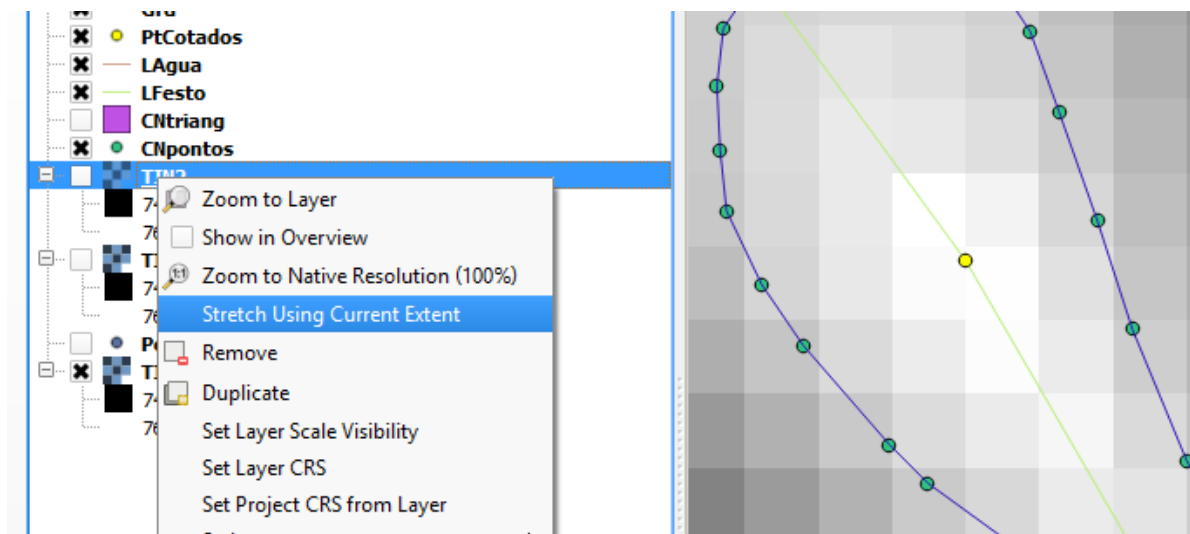 PtCotados
LAgua
LFesto
CNtriang
CNpontos
TIN2
Zoom to Layer
Show in Overview
Zoom to Native Resolution (100%)
Stretch Using Current Extent
Remove
Duplicate
Set Layer Scale Visibility
Set Layer CRS
Set Project CRS from Layer